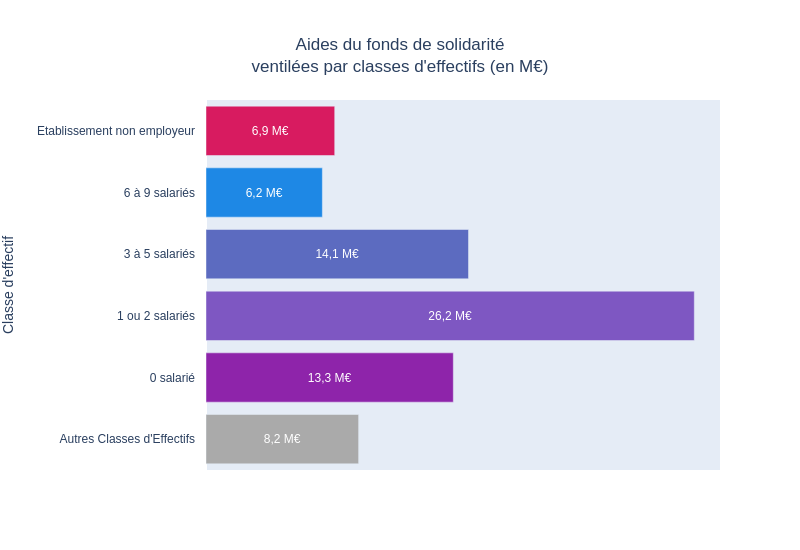 Aides du fonds de solidarité
ventilées par classes d'effectifs (en M€)
Classe d'effectif
Etablissement non employeur
6,9 M€
6 à 9 salariés
6,2 M€
3 à 5 salariés
14,1 M€
1 ou 2 salariés
26,2 M€
0 salarié
13,3 M€
Autres Classes d'Effectifs
8,2 M€